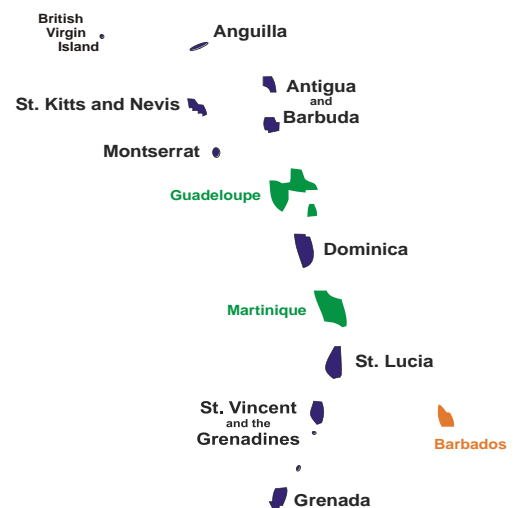 British
Virgin
Island
Anguilla
Antigua
and
Barbuda
St. Kitts and Nevis
Montserrat
Guadeloupe
Dominica
Martinique
St. Lucia
St. Vincent
and the
Grenadines
Barbados
Grenada